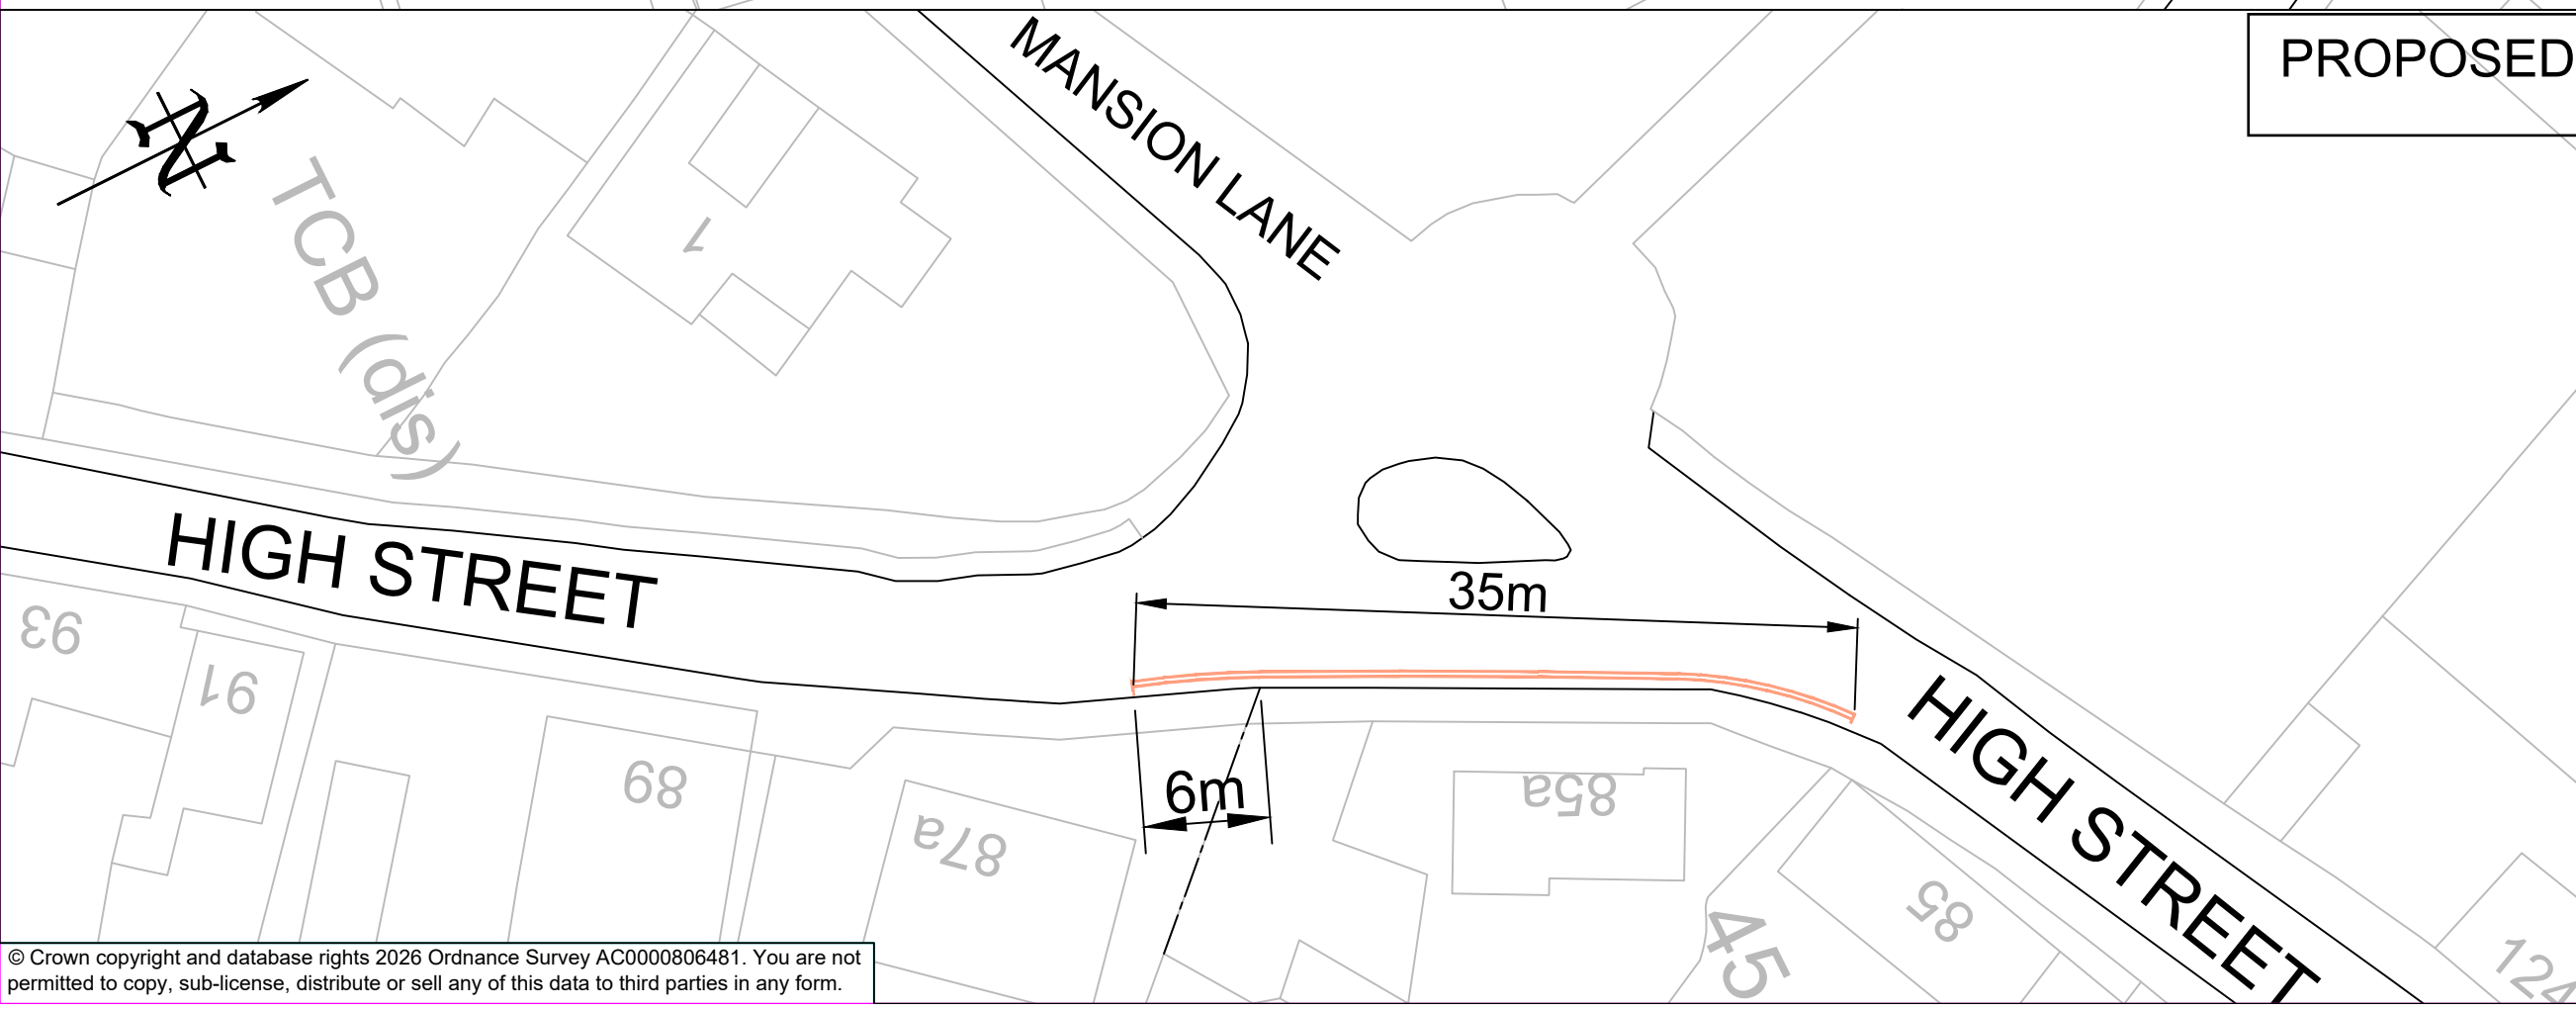 PROPOSED
MANSION LANE
N
TCB (dis)
1
HIGH STREET
35m
93
91
89
87a
6m
85a
HIGH STREET
85
45
124
© Crown copyright and database rights 2026 Ordnance Survey AC0000806481. You are not
permitted to copy, sub-license, distribute or sell any of this data to third parties in any form.